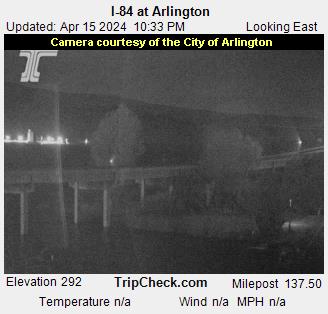 I-84 at Arlington
Updated: Apr 15 2024 10:33 PM Looking East
Camera courtesy of the City of Arlington
Elevation 292 TripCheck.com Milepost 137.50
Temperature n/a Wind n/a MPH n/a